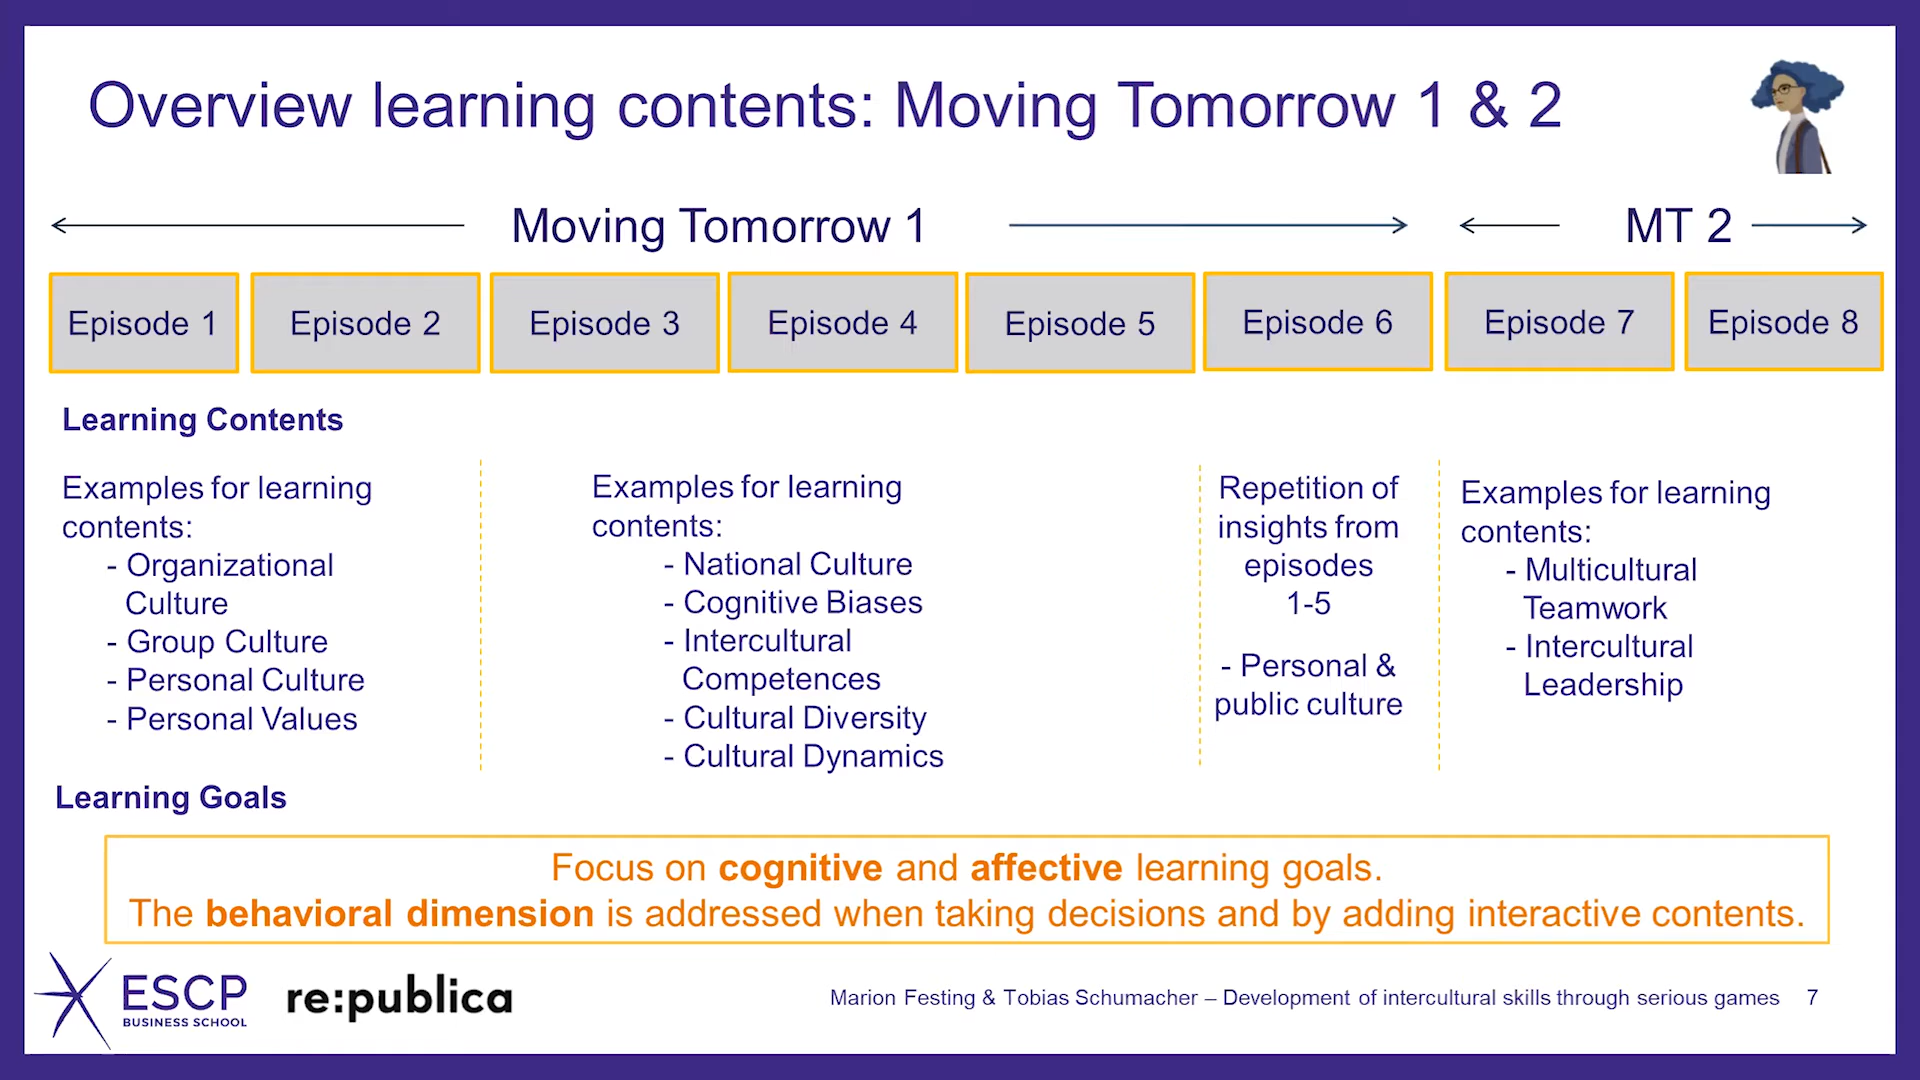 Overview learning contents: Moving Tomorrow 1 & 2
Moving Tomorrow 1
MT 2
Episode 1
Episode 2
Episode 3
Episode 4
Episode 5
Episode 6
Episode 7
Episode 8
Learning Contents
Examples for learning
contents:
- Organizational
Culture
- Group Culture
- Personal Culture
- Personal Values
Examples for learning
contents:
- National Culture
- Cognitive Biases
- Intercultural
Competences
- Cultural Diversity
- Cultural Dynamics
Repetition of
insights from
episodes
1-5
- Personal &
public culture
Examples for learning
contents:
- Multicultural
Teamwork
- Intercultural
Leadership
Learning Goals
Focus on cognitive and affective learning goals.
The behavioral dimension is addressed when taking decisions and by adding interactive contents.
ESCP
BUSINESS SCHOOL
re:publica
Marion Festing & Tobias Schumacher – Development of intercultural skills through serious games 7